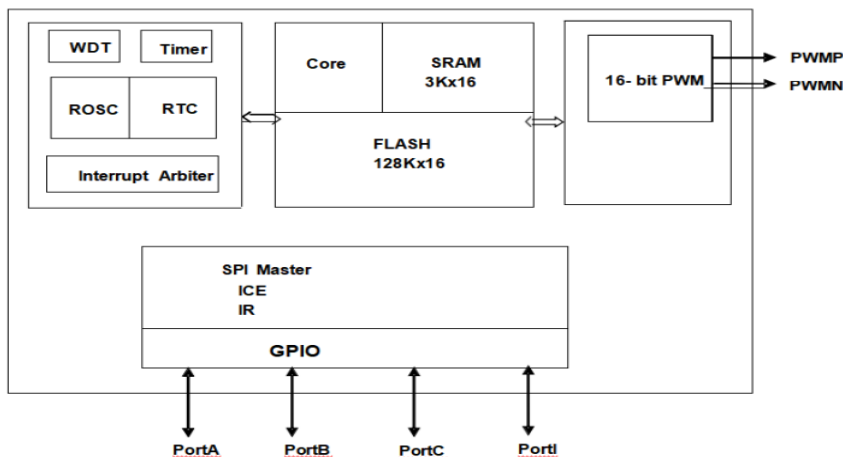 WDT
Timer
ROSC
RTC
Interrupt Arbiter
Core
SRAM
3Kx16
FLASH
128Kx16
16- bit PWM
PWMP
PWMN
SPI Master
ICE
IR
GPIO
PortA
PortB
PortC
PortI